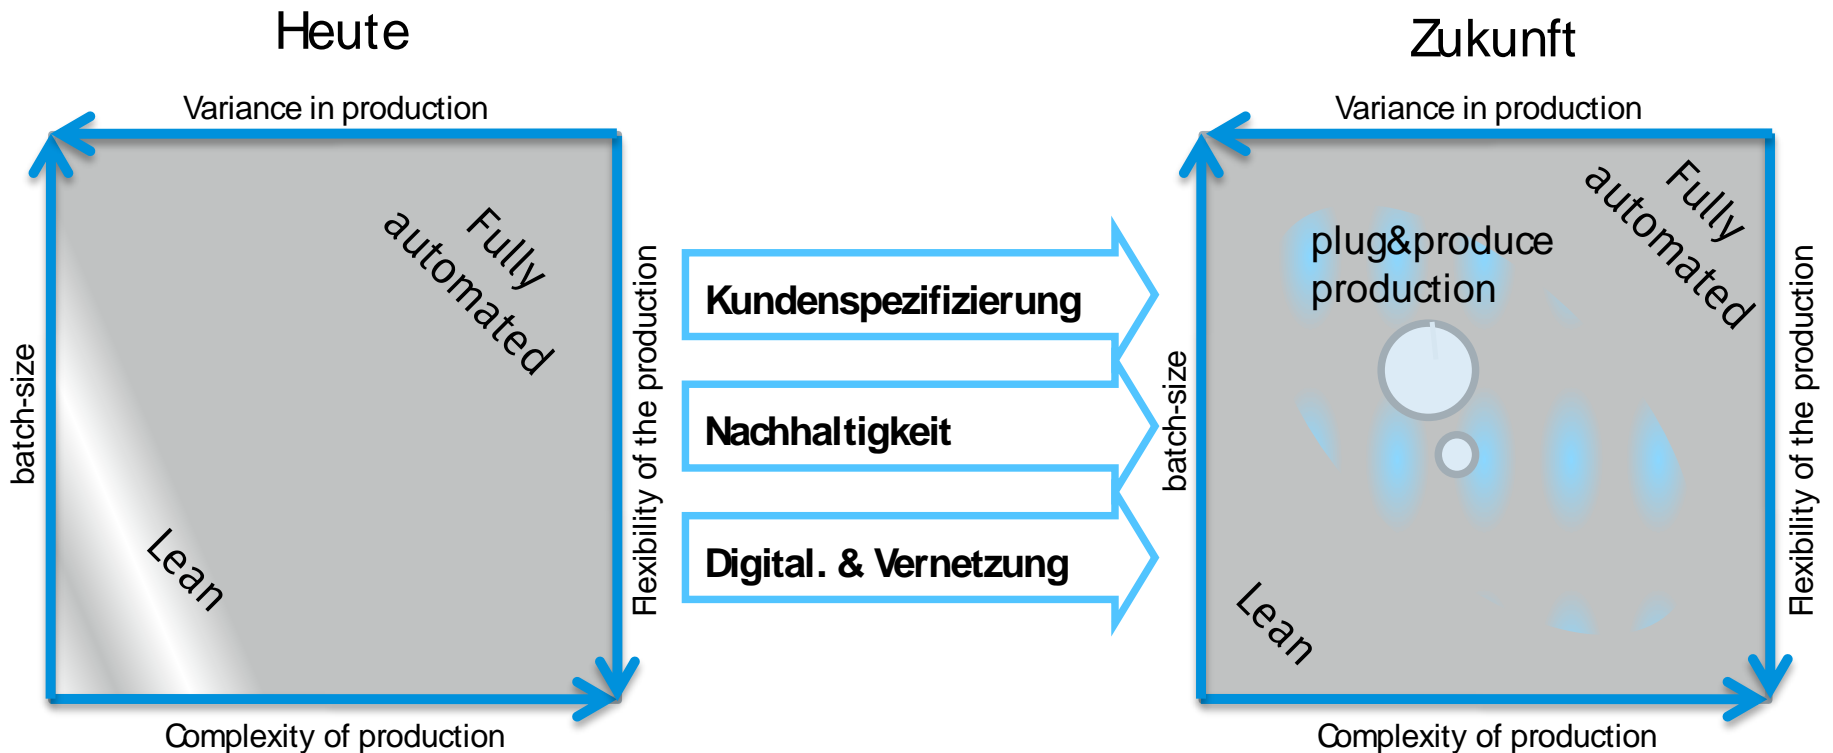 Heute
Variance in production
Fully
automated
batch-size
Flexibility of the production
Lean
Complexity of production
Kundenspezifizierung
Nachhaltigkeit
Digital. & Vernetzung
Zukunft
Variance in production
Fully
automated
plug&produce
production
batch-size
Flexibility of the production
Lean
Complexity of production